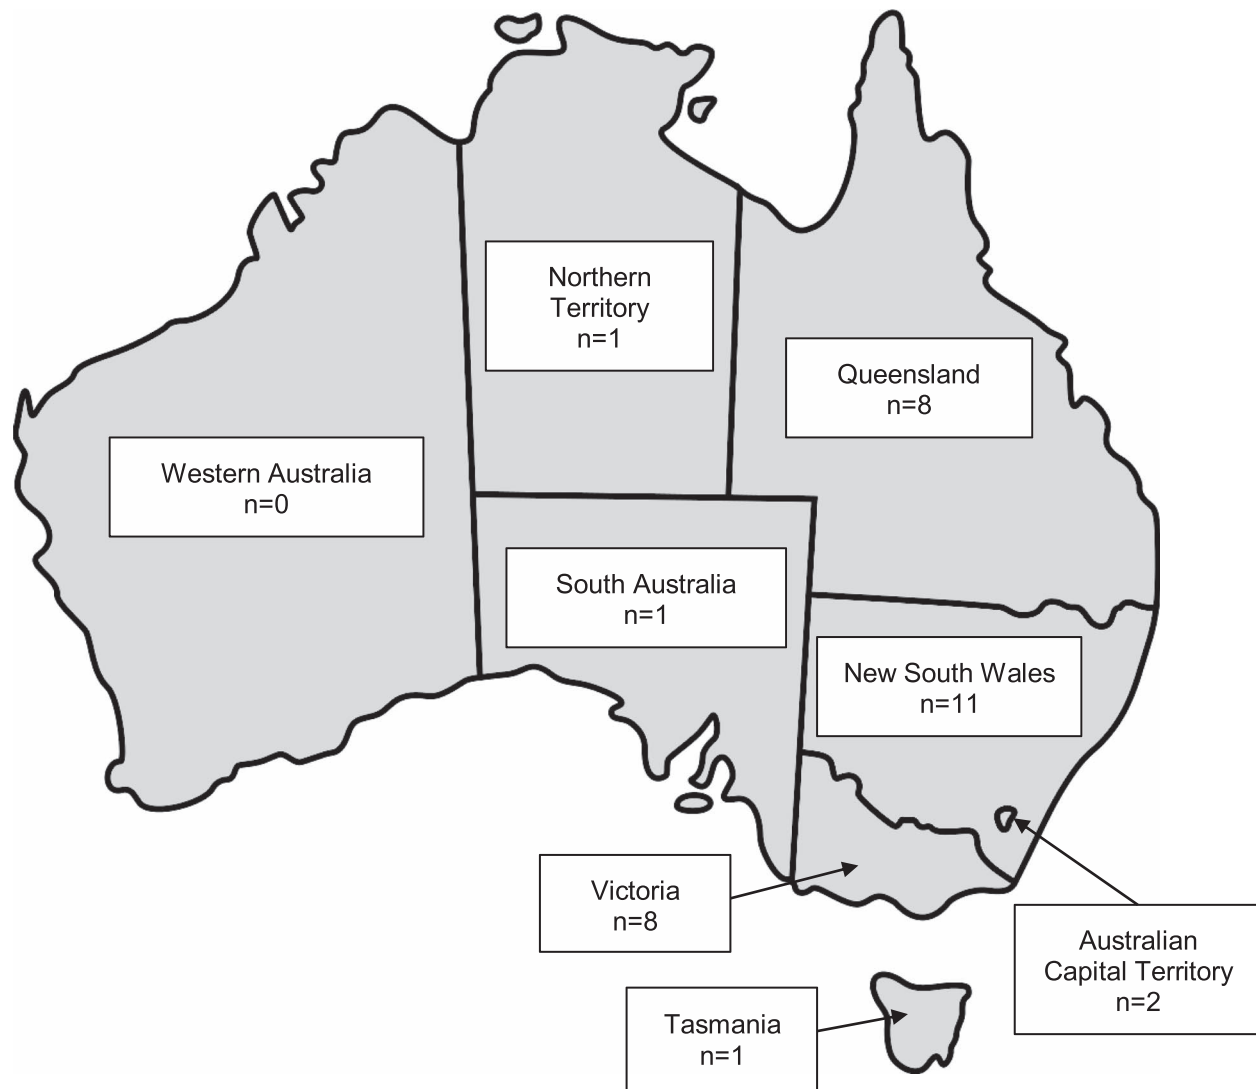 Northern
Territory
n=1
Queensland
n=8
Western Australia
n=0
South Australia
n=1
New South Wales
n=11
Victoria
n=8
Australian
Capital Territory
n=2
Tasmania
n=1